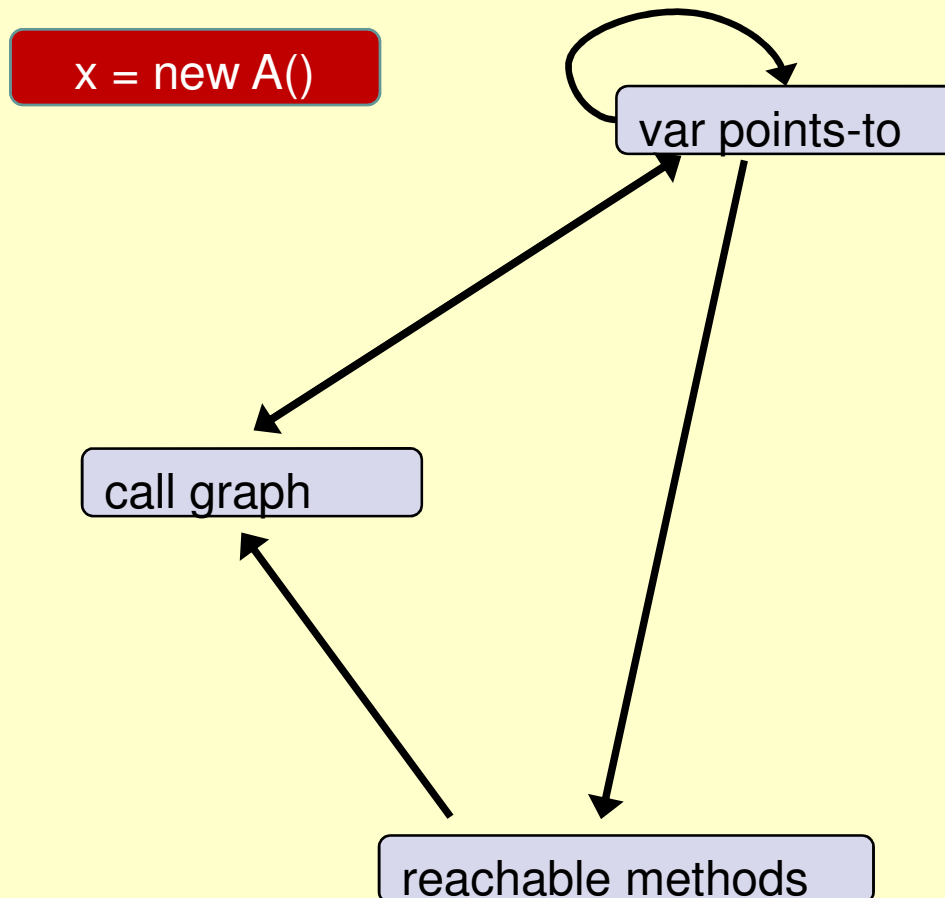 x = new A()
var points-to
call graph
reachable methods